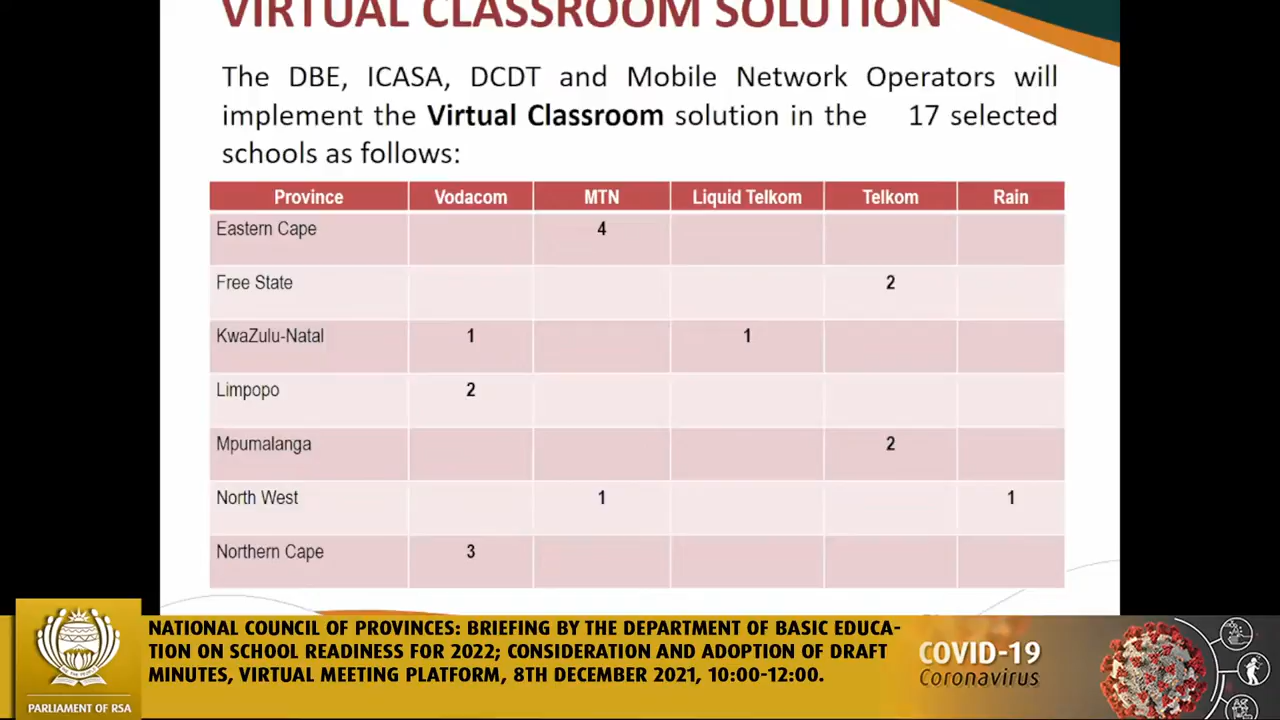 VIRTUAL CLASSROOM SOLUTION
The DBE, ICASA, DCDT and Mobile Network Operators will
implement the Virtual Classroom solution in the 17 selected
schools as follows:
Province Vodacom MTN Liquid Telkom Telkom Rain
Eastern Cape 4
Free State 2
KwaZulu-Natal 1 1
Limpopo 2
Mpumalanga 2
North West 1 1
Northern Cape 3
NATIONAL COUNCIL OF PROVINCES: BRIEFING BY THE DEPARTMENT OF BASIC EDUCA-
TION ON SCHOOL READINESS FOR 2022; CONSIDERATION AND ADOPTION OF DRAFT
MINUTES, VIRTUAL MEETING PLATFORM, 8TH DECEMBER 2021, 10:00-12:00.
PARLIAMENT OF RSA
COVID-19
Coronavirus